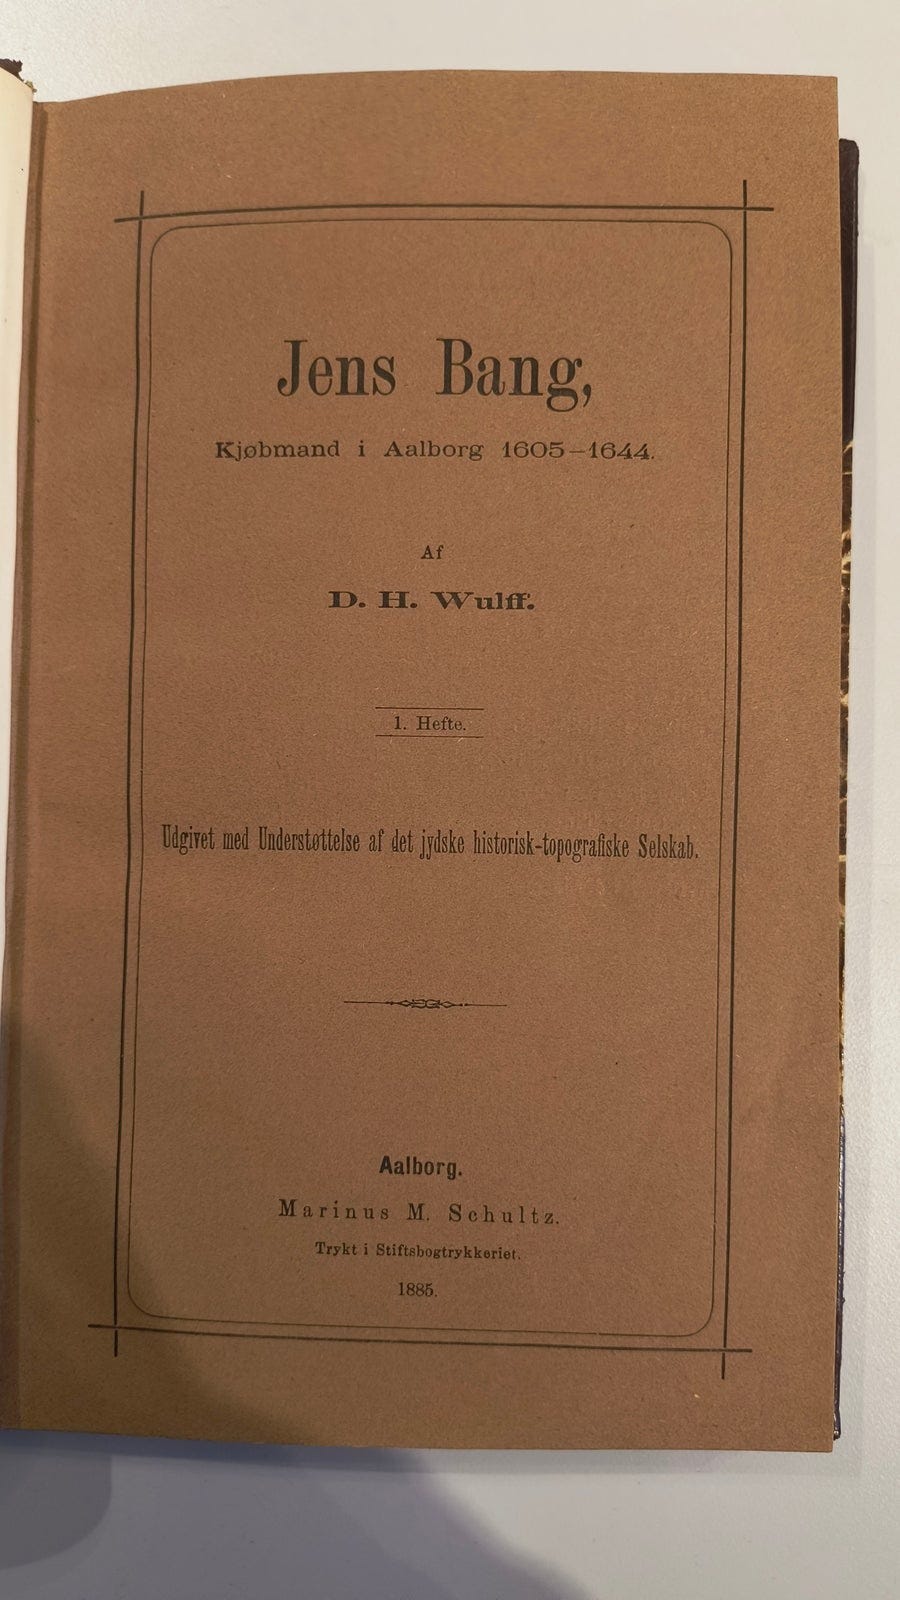 Jens Bang,
Kjøbmand i Aalborg 1605–1644.
Af
D. H. Wulff.
1. Hefte.
Udgivet med Understøttelse af det jydske historisk-topografiske Selskab.
Aalborg.
Marinus M. Schultz.
Trykt i Stiftsbogtrykkeriet.
1885.